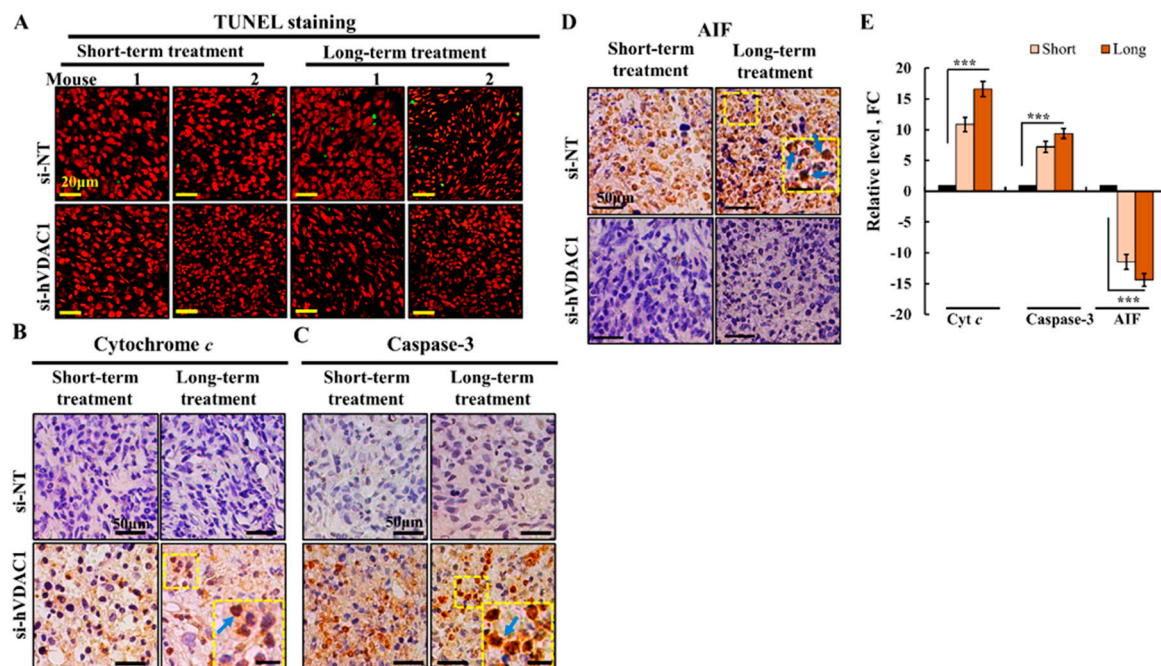 A
TUNEL staining
Short-term treatment
Long-term treatment
Mouse 1 2 1 2
si-NT
20μm
si-hVDAC1
B
Cytochrome c
Short-term treatment
Long-term treatment
si-NT
50μm
si-hVDAC1
C
Caspase-3
Short-term treatment
Long-term treatment
50μm
D
AIF
Short-term treatment
Long-term treatment
si-NT
50μm
si-hVDAC1
E
Short
Long
Relative level , FC
20
15
10
5
0
-5
-10
-15
-20
***
***
***
Cyt c
Caspase-3
AIF